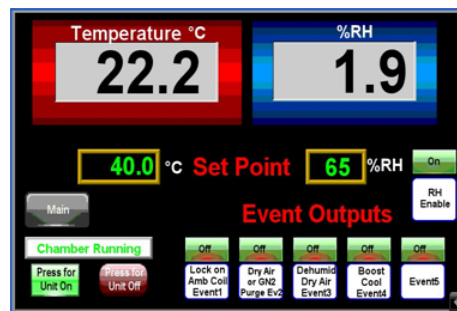 Temperature °C
%RH
22.2
1.9
40.0 °C Set Point 65 %RH
On
RH
Enable
Main
Event Outputs
Chamber Running
Press for
Unit On
Press for
Unit Off
Off
Lock on
Amb Coil
Event1
Off
Dry Air
or GN2
Purge Ev2
Off
Dehumid
Dry Air
Event3
Off
Boost
Cool
Event4
Off
Event5